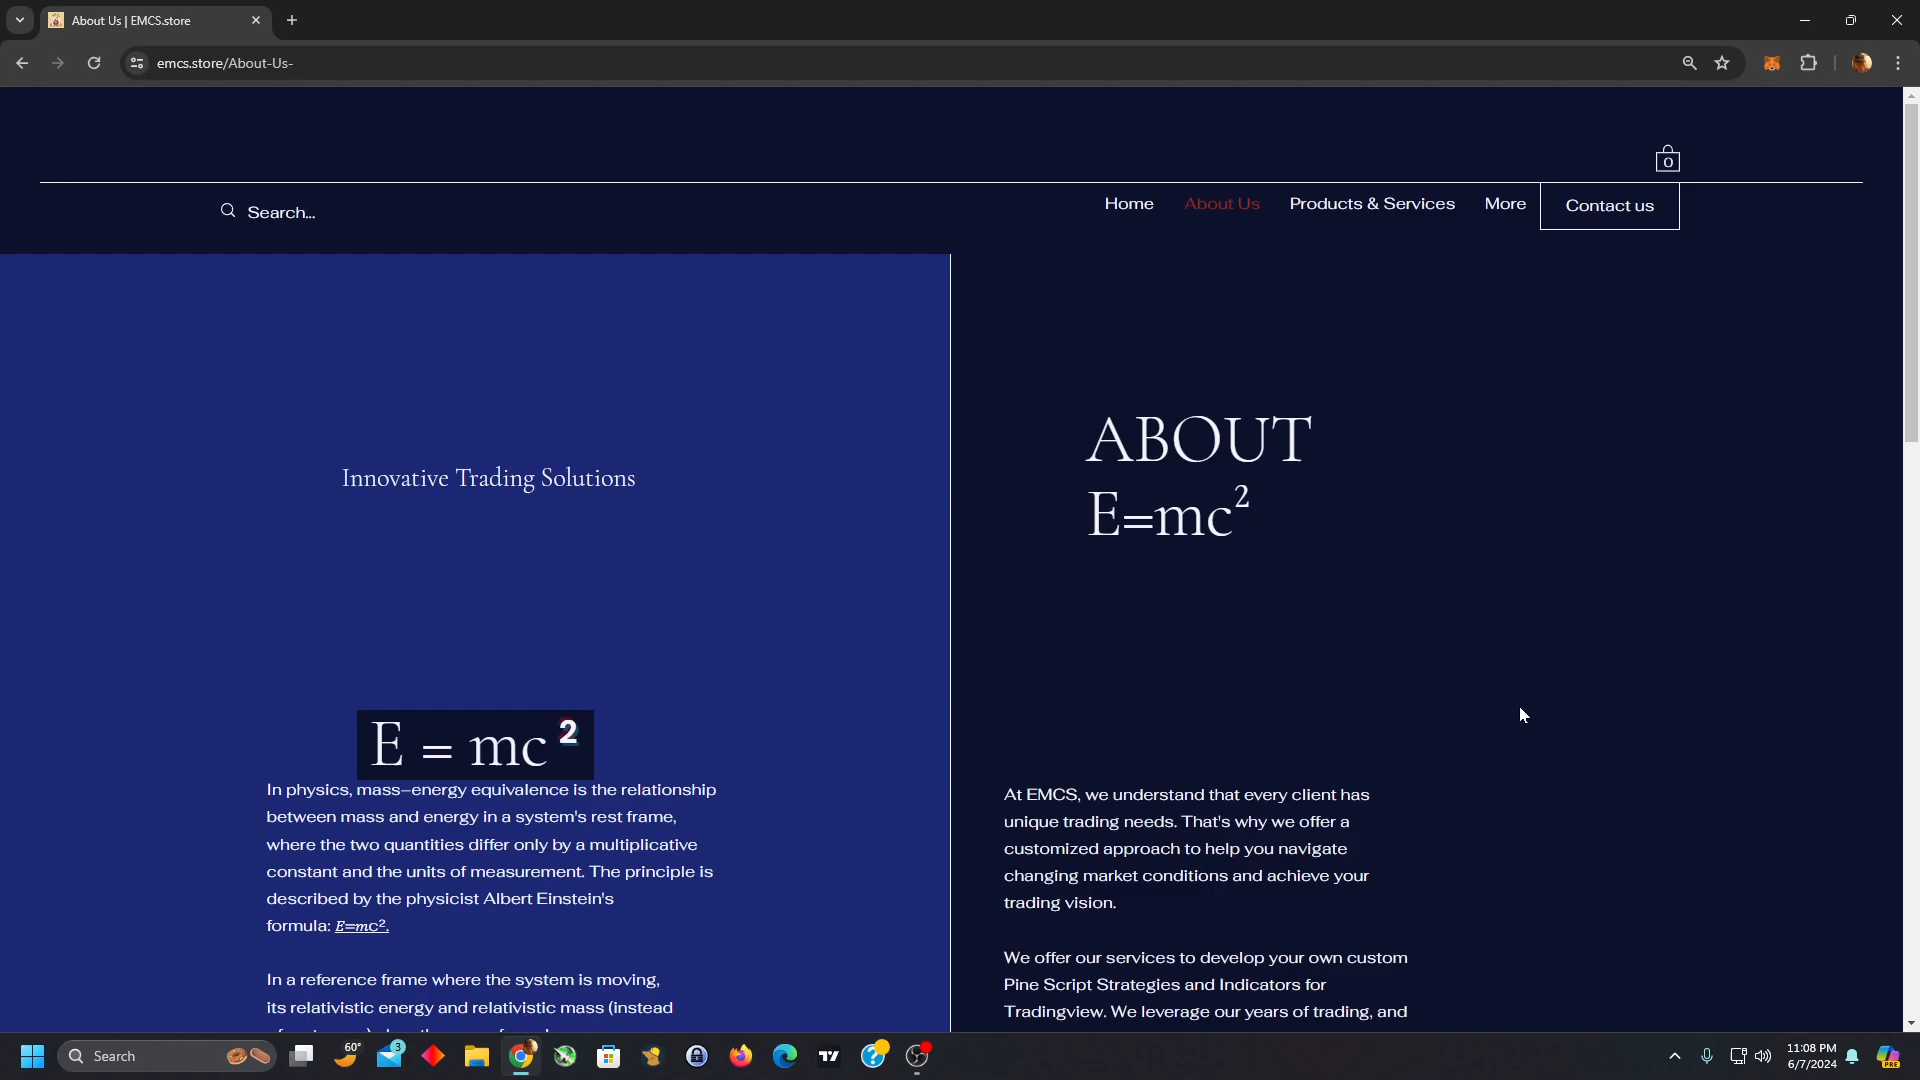 About Us | EMCS.store
emcs.store/About-Us-
0
Search...
Home
About Us
Products & Services
More
Contact us
Innovative Trading Solutions
ABOUT
E=mc²
E = mc 2
In physics, mass–energy equivalence is the relationship
between mass and energy in a system's rest frame,
where the two quantities differ only by a multiplicative
constant and the units of measurement. The principle is
described by the physicist Albert Einstein's
formula: E=mc².
In a reference frame where the system is moving,
its relativistic energy and relativistic mass (instead
At EMCS, we understand that every client has
unique trading needs. That's why we offer a
customized approach to help you navigate
changing market conditions and achieve your
trading vision.
We offer our services to develop your own custom
Pine Script Strategies and Indicators for
Tradingview. We leverage our years of trading, and
Search
60°
3
11:08 PM
6/7/2024
PRE